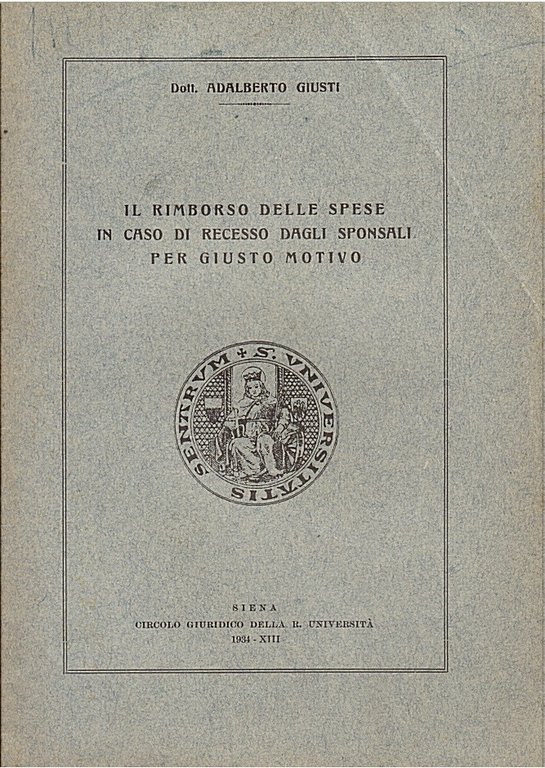 Dott. ADALBERTO GIUSTI
IL RIMBORSO DELLE SPESE
IN CASO DI RECESSO DAGLI SPONSALI
PER GIUSTO MOTIVO
✠ S. VNIVERSITATIS SENARVM
SIENA
CIRCOLO GIURIDICO DELLA R. UNIVERSITÀ
1934 - XIII